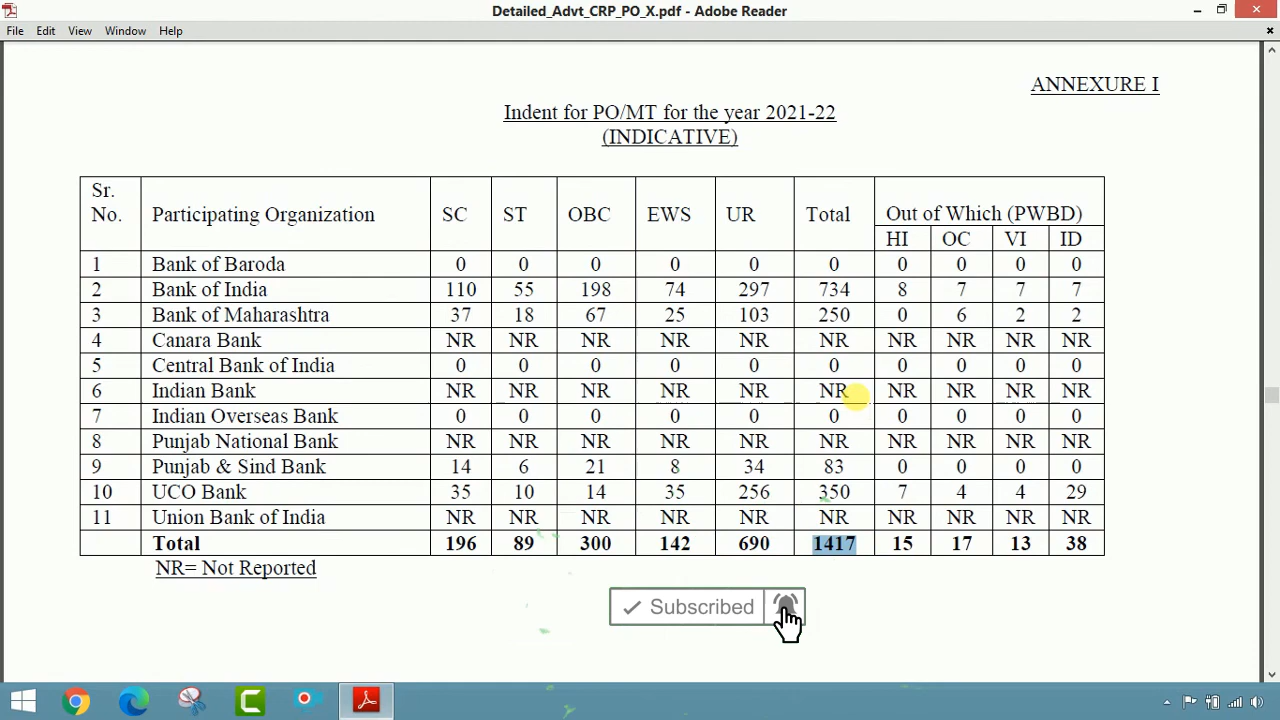 Detailed_Advt_CRP_PO_X.pdf - Adobe Reader
File Edit View Window Help
ANNEXURE I
Indent for PO/MT for the year 2021-22
(INDICATIVE)
Sr. No. Participating Organization SC ST OBC EWS UR Total Out of Which (PWBD)
HI OC VI ID
1 Bank of Baroda 0 0 0 0 0 0 0 0 0 0
2 Bank of India 110 55 198 74 297 734 8 7 7 7
3 Bank of Maharashtra 37 18 67 25 103 250 0 6 2 2
4 Canara Bank NR NR NR NR NR NR NR NR NR NR
5 Central Bank of India 0 0 0 0 0 0 0 0 0 0
6 Indian Bank NR NR NR NR NR NR NR NR NR NR
7 Indian Overseas Bank 0 0 0 0 0 0 0 0 0 0
8 Punjab National Bank NR NR NR NR NR NR NR NR NR NR
9 Punjab & Sind Bank 14 6 21 8 34 83 0 0 0 0
10 UCO Bank 35 10 14 35 256 350 7 4 4 29
11 Union Bank of India NR NR NR NR NR NR NR NR NR NR
Total 196 89 300 142 690 1417 15 17 13 38
NR= Not Reported
Subscribed